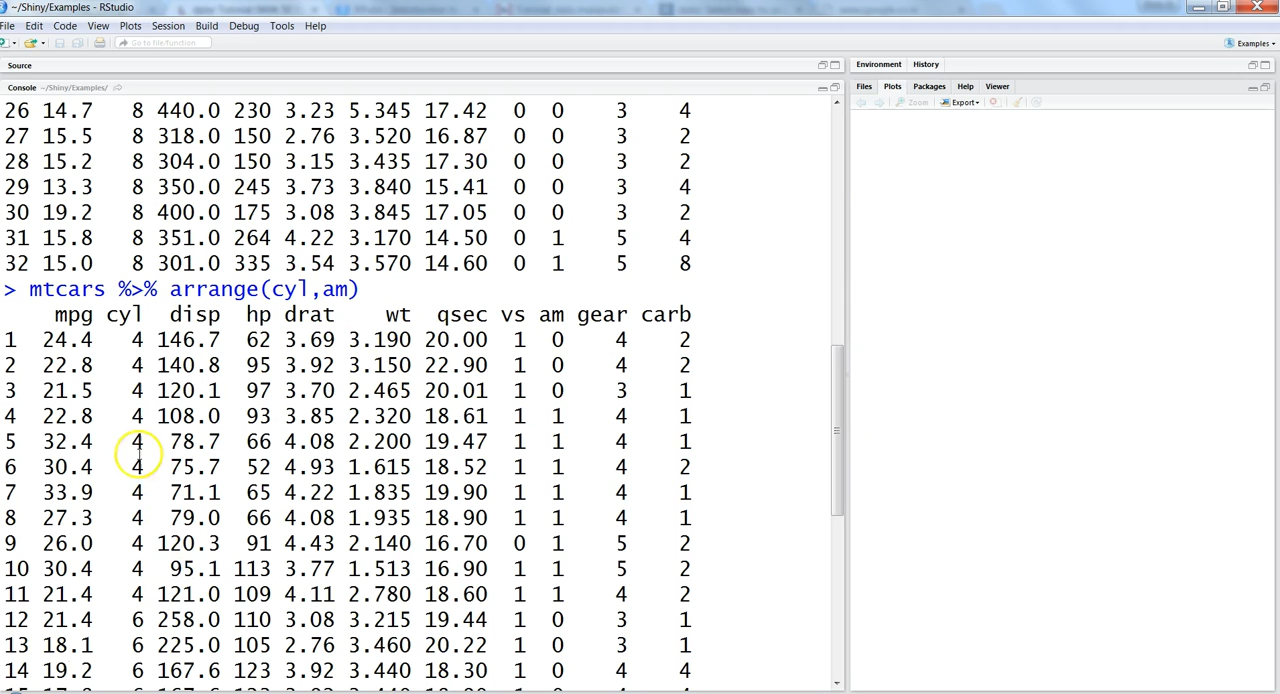 ~/Shiny/Examples - RStudio
File Edit Code View Plots Session Build Debug Tools Help
Go to file/function Examples
Source Environment History
Console ~/Shiny/Examples/ Files Plots Packages Help Viewer
Zoom Export
26 14.7 8 440.0 230 3.23 5.345 17.42 0 0 3 4
27 15.5 8 318.0 150 2.76 3.520 16.87 0 0 3 2
28 15.2 8 304.0 150 3.15 3.435 17.30 0 0 3 2
29 13.3 8 350.0 245 3.73 3.840 15.41 0 0 3 4
30 19.2 8 400.0 175 3.08 3.845 17.05 0 0 3 2
31 15.8 8 351.0 264 4.22 3.170 14.50 0 1 5 4
32 15.0 8 301.0 335 3.54 3.570 14.60 0 1 5 8
> mtcars %>% arrange(cyl,am)
mpg cyl disp hp drat wt qsec vs am gear carb
1 24.4 4 146.7 62 3.69 3.190 20.00 1 0 4 2
2 22.8 4 140.8 95 3.92 3.150 22.90 1 0 4 2
3 21.5 4 120.1 97 3.70 2.465 20.01 1 0 3 1
4 22.8 4 108.0 93 3.85 2.320 18.61 1 1 4 1
5 32.4 4 78.7 66 4.08 2.200 19.47 1 1 4 1
6 30.4 4 75.7 52 4.93 1.615 18.52 1 1 4 2
7 33.9 4 71.1 65 4.22 1.835 19.90 1 1 4 1
8 27.3 4 79.0 66 4.08 1.935 18.90 1 1 4 1
9 26.0 4 120.3 91 4.43 2.140 16.70 0 1 5 2
10 30.4 4 95.1 113 3.77 1.513 16.90 1 1 5 2
11 21.4 4 121.0 109 4.11 2.780 18.60 1 1 4 2
12 21.4 6 258.0 110 3.08 3.215 19.44 1 0 3 1
13 18.1 6 225.0 105 2.76 3.460 20.22 1 0 3 1
14 19.2 6 167.6 123 3.92 3.440 18.30 1 0 4 4